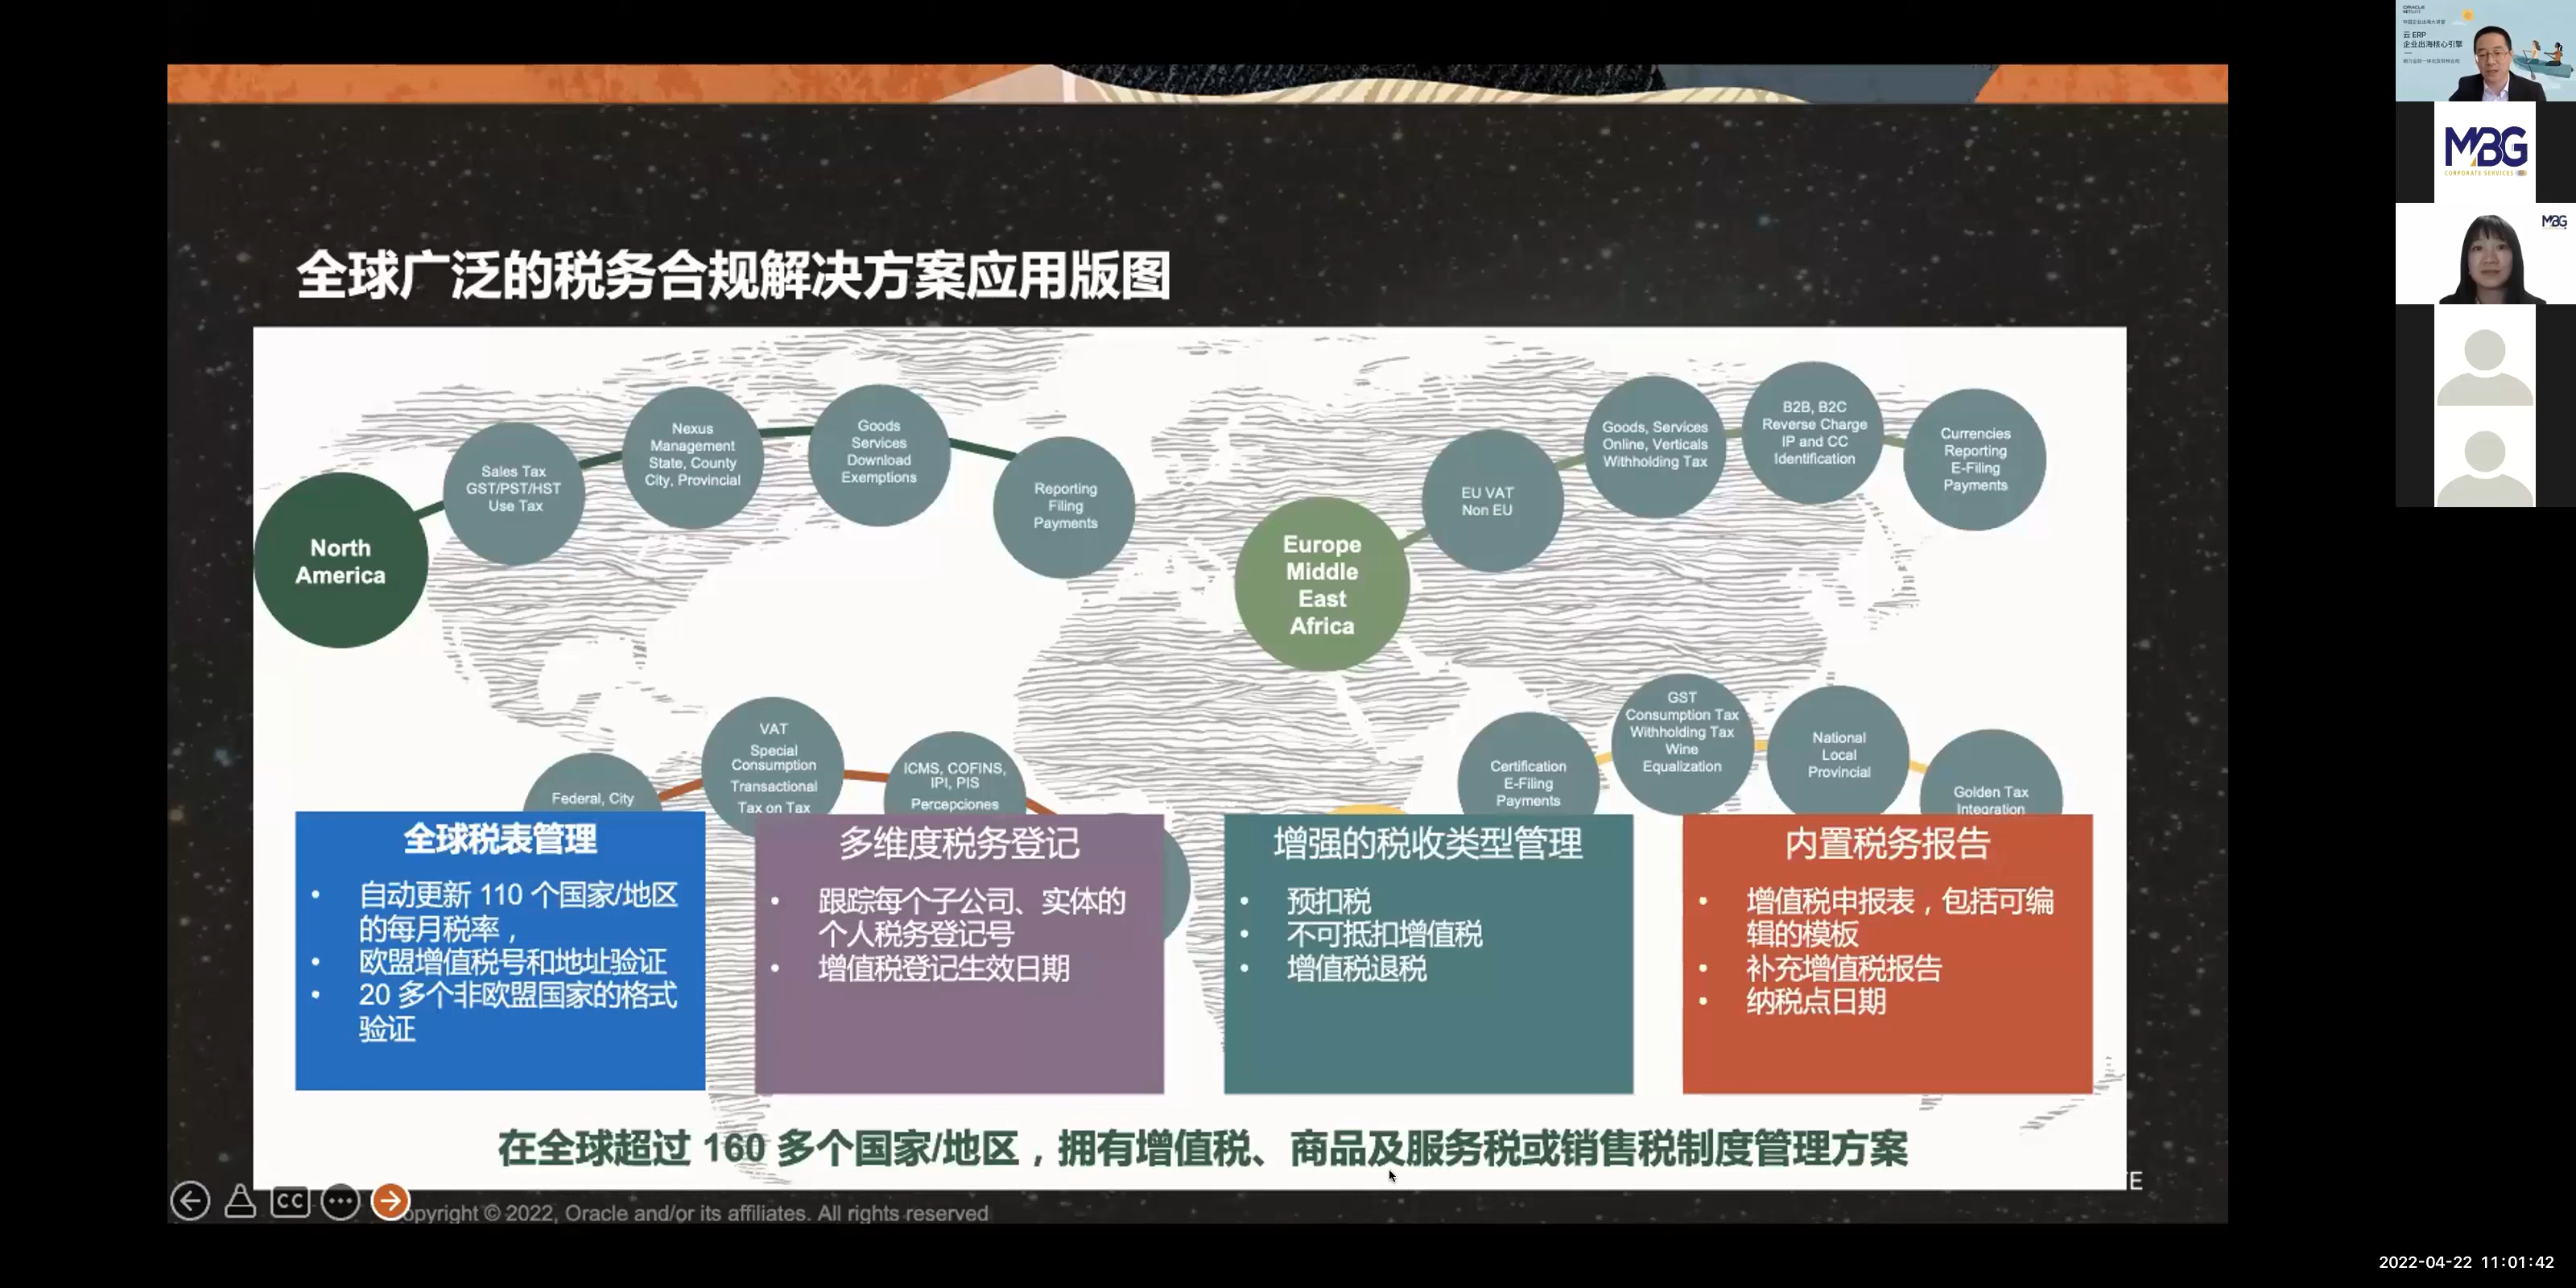 全球广泛的税务合规解决方案应用版图
North
America
Sales Tax
GST/PST/HST
Use Tax
Nexus
Management
State, County
City, Provincial
Goods
Services
Download
Exemptions
Reporting
Filing
Payments
Europe
Middle
East
Africa
EU VAT
Non EU
Goods, Services
Online, Verticals
Withholding Tax
B2B, B2C
Reverse Charge
IP and CC
Identification
Currencies
Reporting
E-Filing
Payments
Federal, City
VAT
Special
Consumption
Transactional
Tax on Tax
ICMS, COFINS,
IPI, PIS
Percepciones
Certification
E-Filing
Payments
GST
Consumption Tax
Withholding Tax
Wine
Equalization
National
Local
Provincial
Golden Tax
Integration
全球税表管理
• 自动更新 110 个国家/地区
的每月税率，
• 欧盟增值税号和地址验证
• 20 多个非欧盟国家的格式
验证
多维度税务登记
• 跟踪每个子公司、实体的
个人税务登记号
• 增值税登记生效日期
增强的税收类型管理
• 预扣税
• 不可抵扣增值税
• 增值税退税
内置税务报告
• 增值税申报表，包括可编
辑的模板
• 补充增值税报告
• 纳税点日期
在全球超过 160 多个国家/地区，拥有增值税、商品及服务税或销售税制度管理方案
TE
CC
opyright © 2022, Oracle and/or its affiliates. All rights reserved
ORACLE
云 ERP
企业出海核心引擎
MBG
CORPORATE SERVICES
MBG
2022-04-22 11:01:42